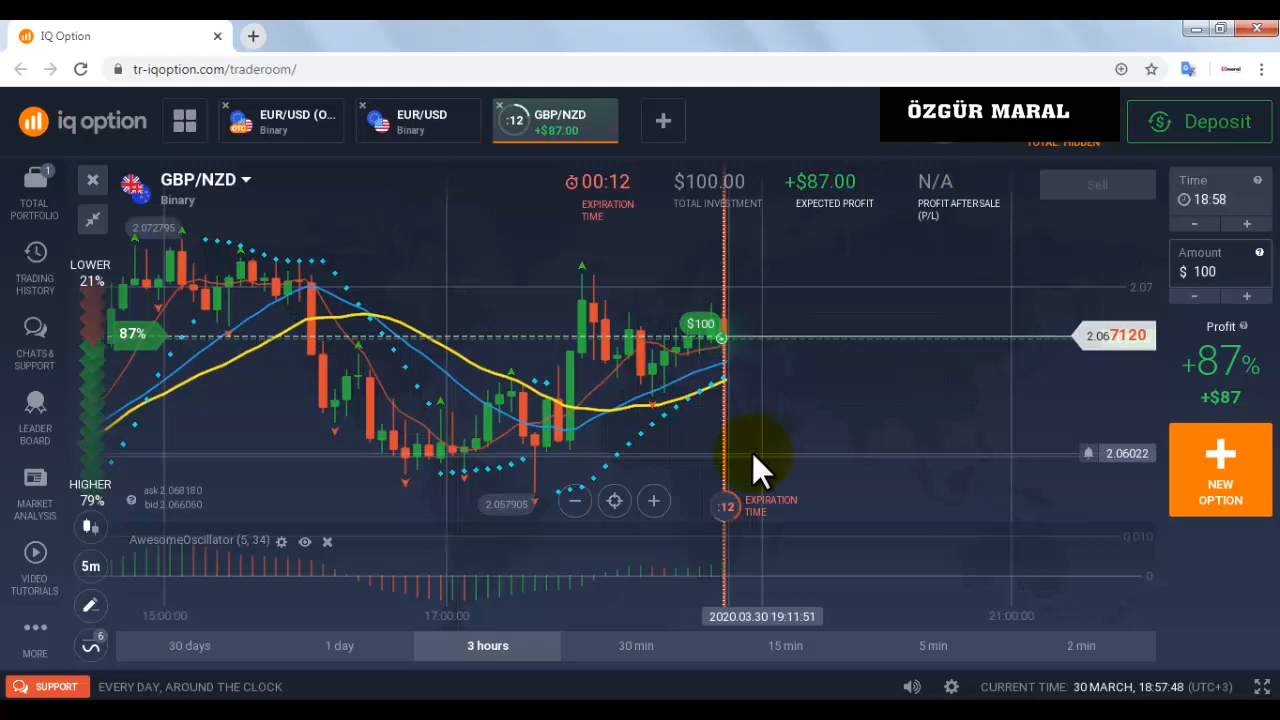 IQ Option
tr-iqoption.com/traderoom/
iq option
EUR/USD (O...
Binary
EUR/USD
Binary
:12
GBP/NZD
+$87.00
ÖZGÜR MARAL
TOTAL: HIDDEN
Deposit
1
TOTAL
PORTFOLIO
TRADING
HISTORY
CHATS &
SUPPORT
LEADER
BOARD
MARKET
ANALYSIS
VIDEO
TUTORIALS
MORE
GBP/NZD
Binary
00:12
EXPIRATION
TIME
$100.00
TOTAL INVESTMENT
+$87.00
EXPECTED PROFIT
N/A
PROFIT AFTER SALE
(P/L)
Sell
Time
18:58
Amount
$ 100
Profit
+87%
+$87
NEW
OPTION
2.072795
LOWER
21%
87%
$100
2.07
2.067120
2.06022
HIGHER
79%
ask 2.068180
bid 2.066060
2.057905
:12
EXPIRATION
TIME
AwesomeOscillator (5, 34)
0.010
0
5m
6
15:00:00
17:00:00
2020.03.30 19:11:51
21:00:00
30 days
1 day
3 hours
30 min
15 min
5 min
2 min
SUPPORT
EVERY DAY, AROUND THE CLOCK
CURRENT TIME: 30 MARCH, 18:57:48 (UTC+3)